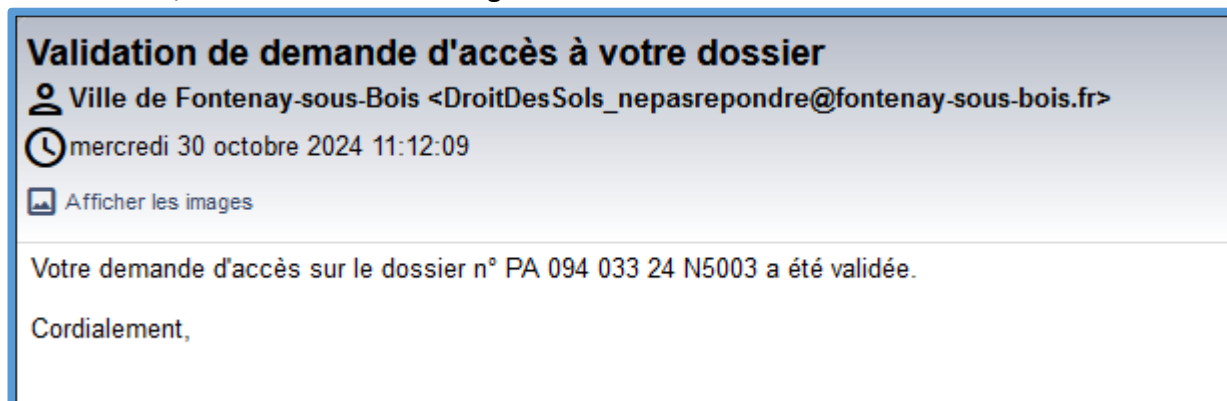 Validation de demande d'accès à votre dossier
Ville de Fontenay-sous-Bois <DroitDesSols_nepasrepondre@fontenay-sous-bois.fr>
mercredi 30 octobre 2024 11:12:09
Afficher les images
Votre demande d'accès sur le dossier n° PA 094 033 24 N5003 a été validée.
Cordialement,